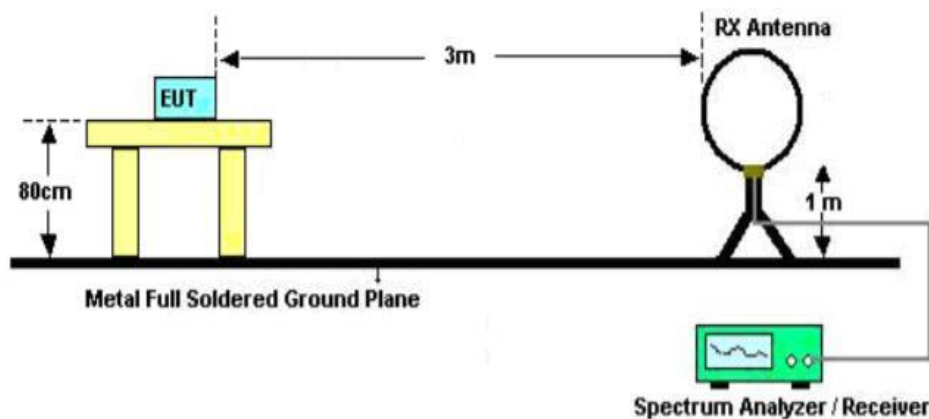 RX Antenna
3m
EUT
80cm
1 m
Metal Full Soldered Ground Plane
Spectrum Analyzer / Receiver